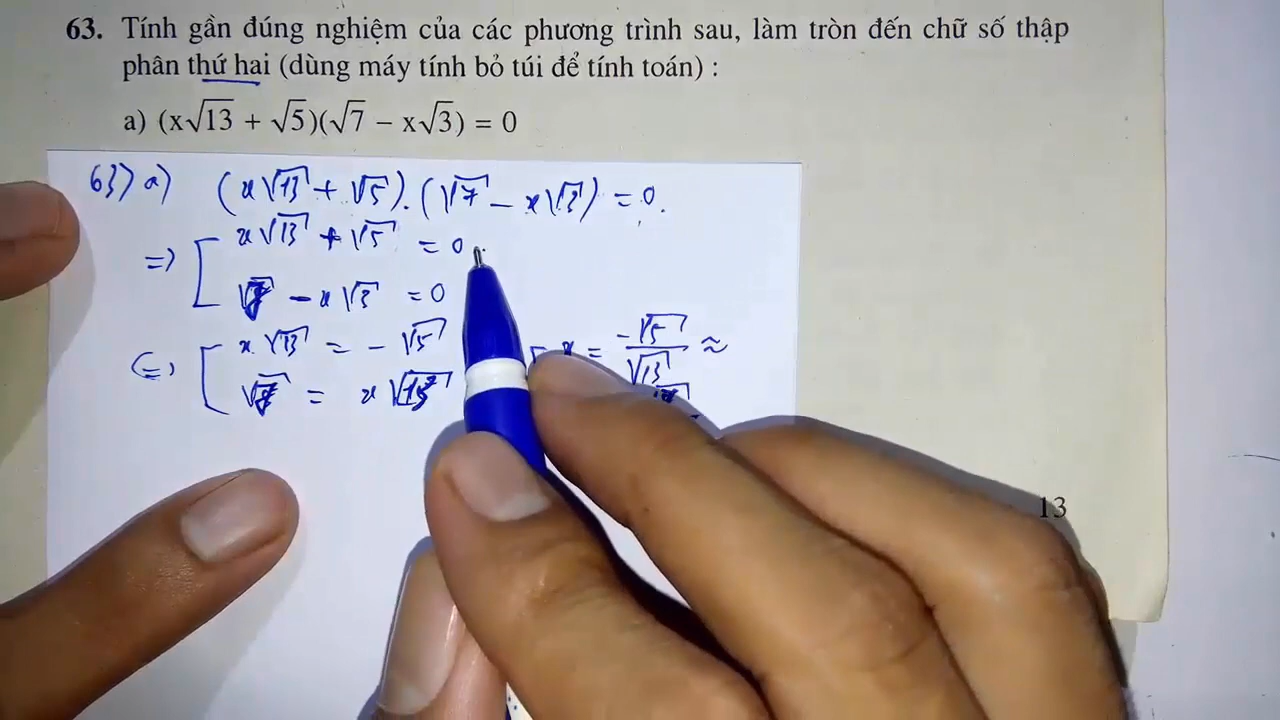 63. Tính gần đúng nghiệm của các phương trình sau, làm tròn đến chữ số thập
phân thứ hai (dùng máy tính bỏ túi để tính toán) :
a) (x√13 + √5)(√7 − x√3) = 0
63) a) (x√13 + √5).(√7 − x√3) = 0.
=> [ x√13 + √5 = 0
√7 − x√3 = 0
<=> [ x.√13 = − √5
√7 = x
x = −√5/√13 ≈
13